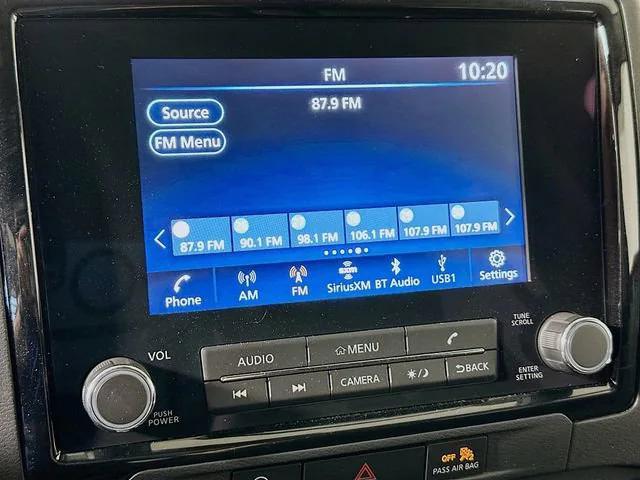 FM 10:20
87.9 FM
Source
FM Menu
87.9 FM 90.1 FM 98.1 FM 106.1 FM 107.9 FM 107.9 FM
Phone AM FM SiriusXM BT Audio USB1 Settings
sxm
VOL
PUSH
POWER
AUDIO MENU
CAMERA BACK
TUNE
SCROLL
ENTER
SETTING
OFF
PASS AIR BAG